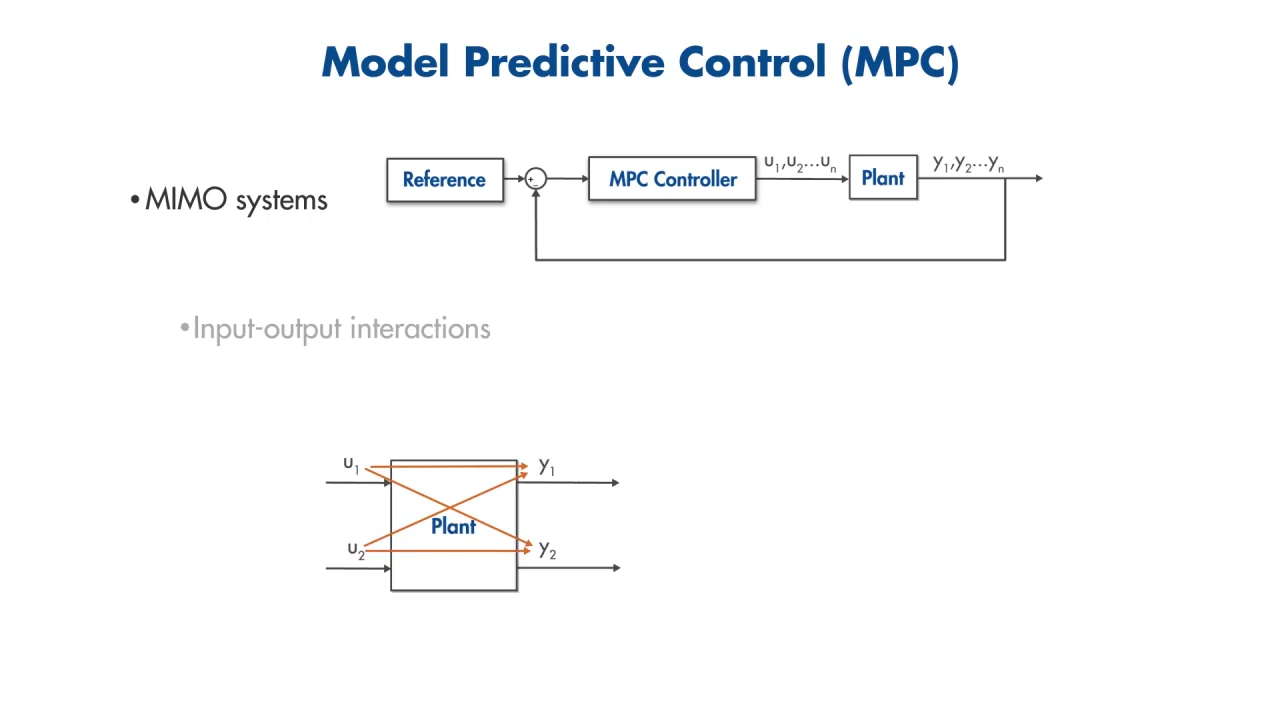 Model Predictive Control (MPC)
•MIMO systems
Reference
+
−
MPC Controller
u1,u2...un
Plant
y1,y2...yn
•Input-output interactions
u1
y1
Plant
u2
y2